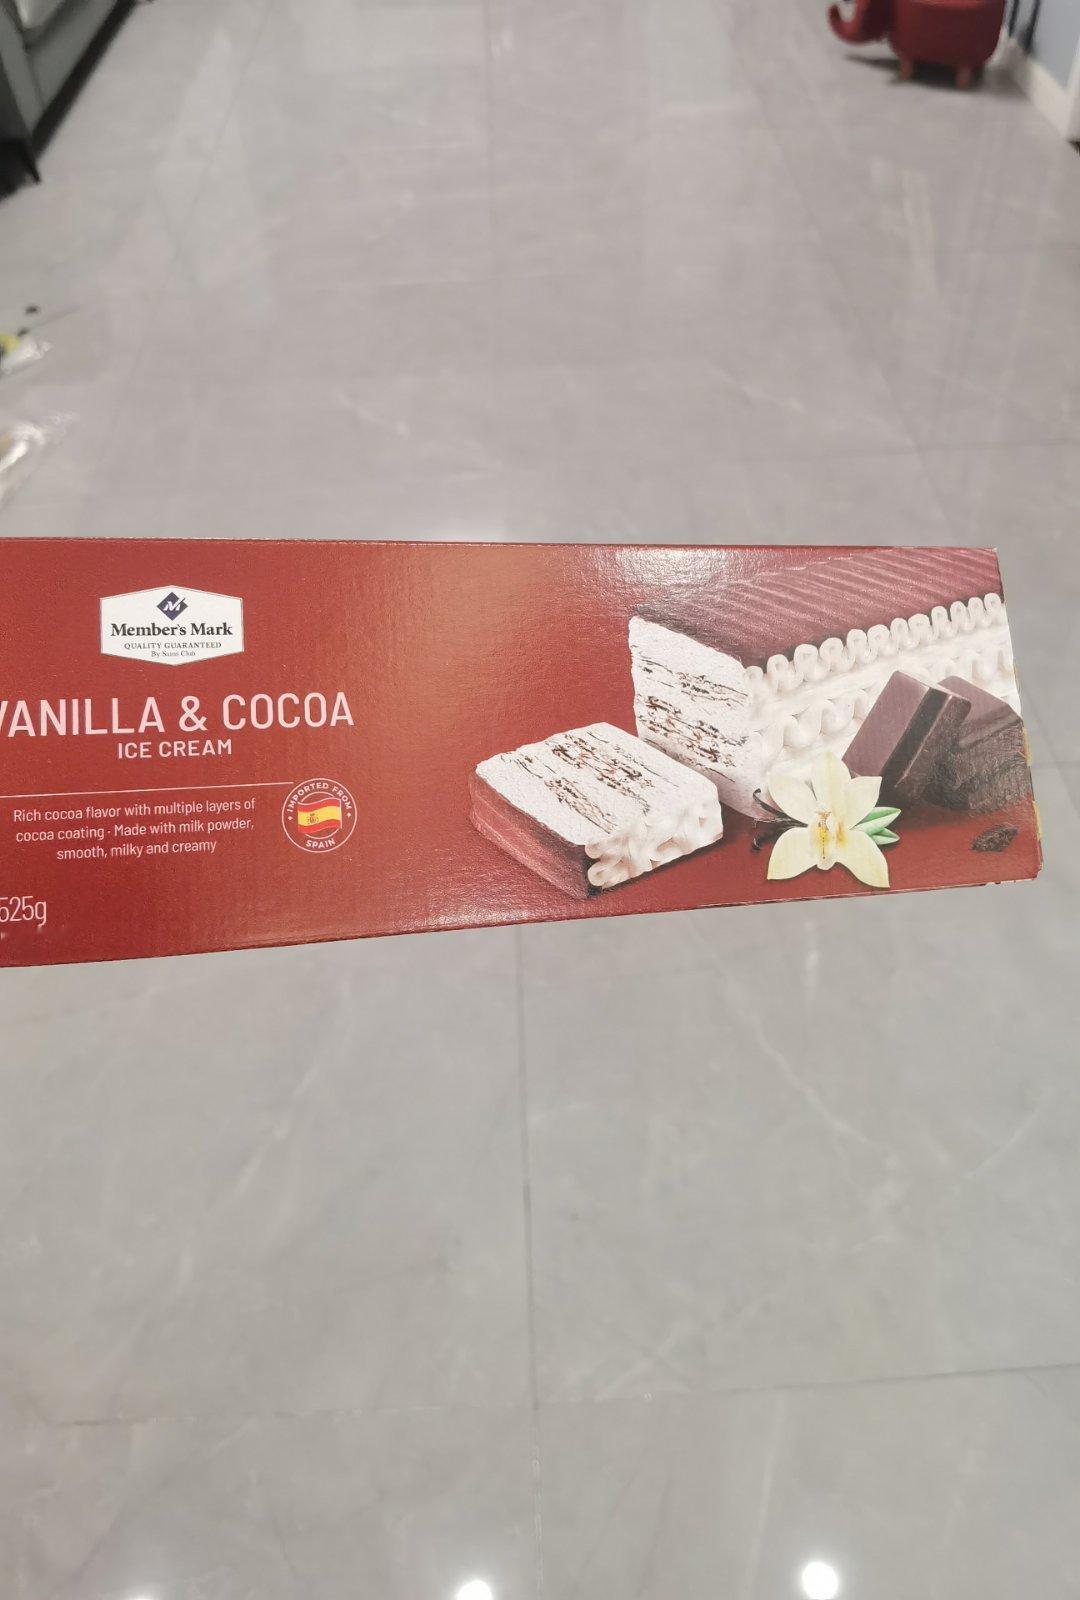 Member's Mark
QUALITY GUARANTEED
By Sams Club
VANILLA & COCOA
ICE CREAM
Rich cocoa flavor with multiple layers of
cocoa coating · Made with milk powder,
smooth, milky and creamy
IMPORTED FROM
SPAIN
525g